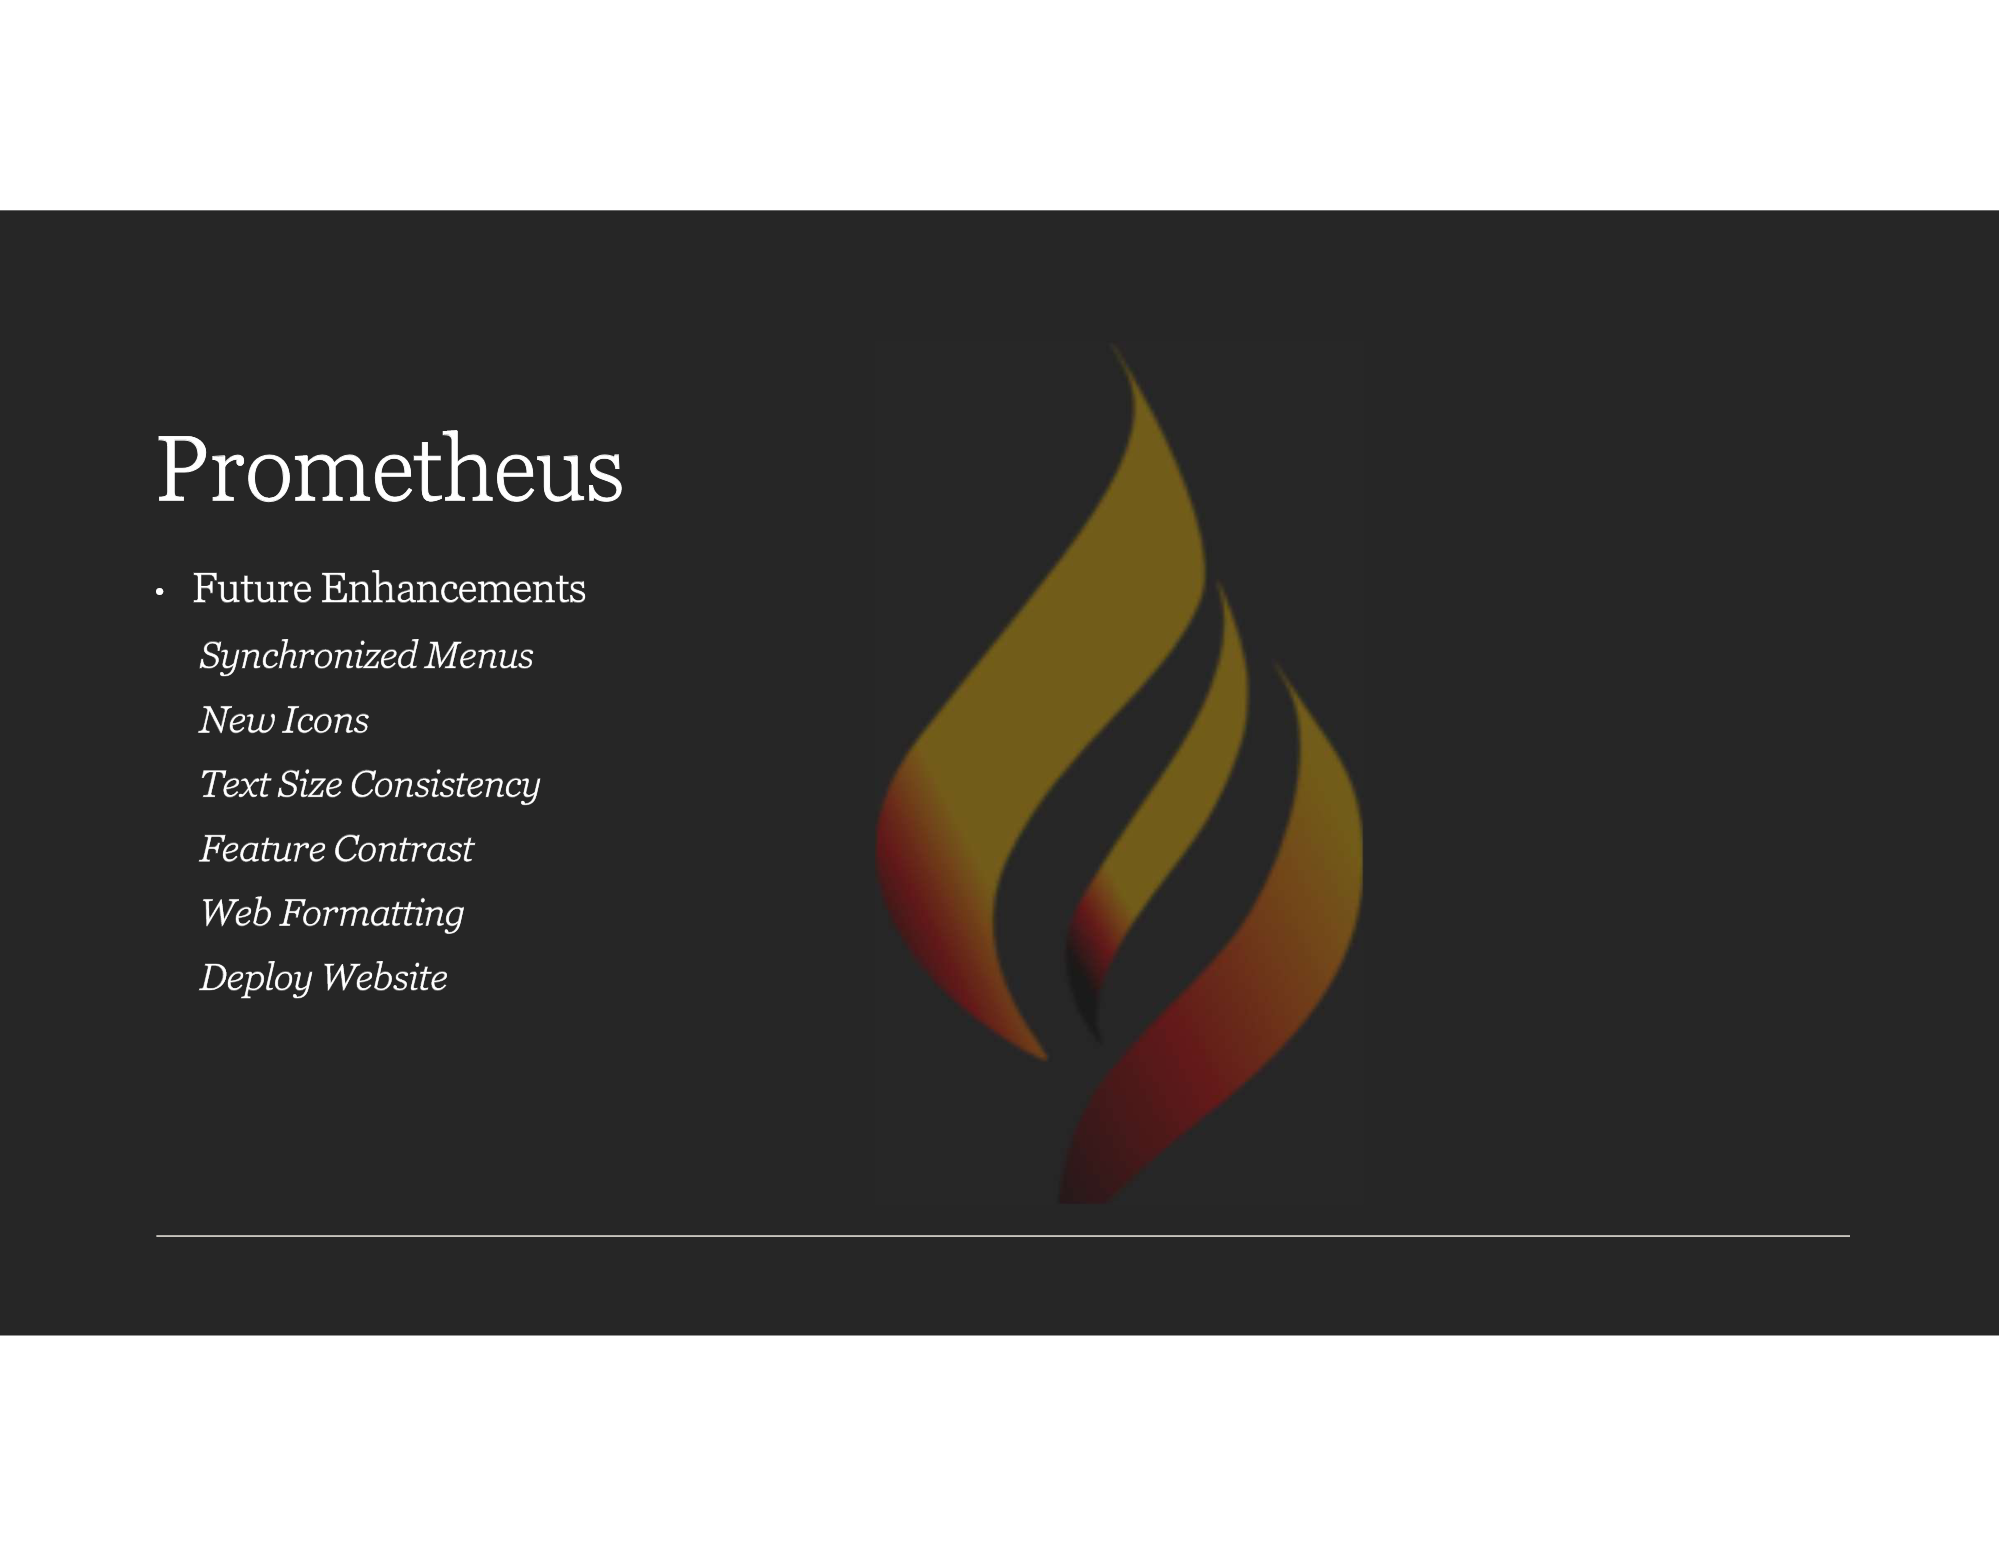 Prometheus
• Future Enhancements
Synchronized Menus
New Icons
Text Size Consistency
Feature Contrast
Web Formatting
Deploy Website